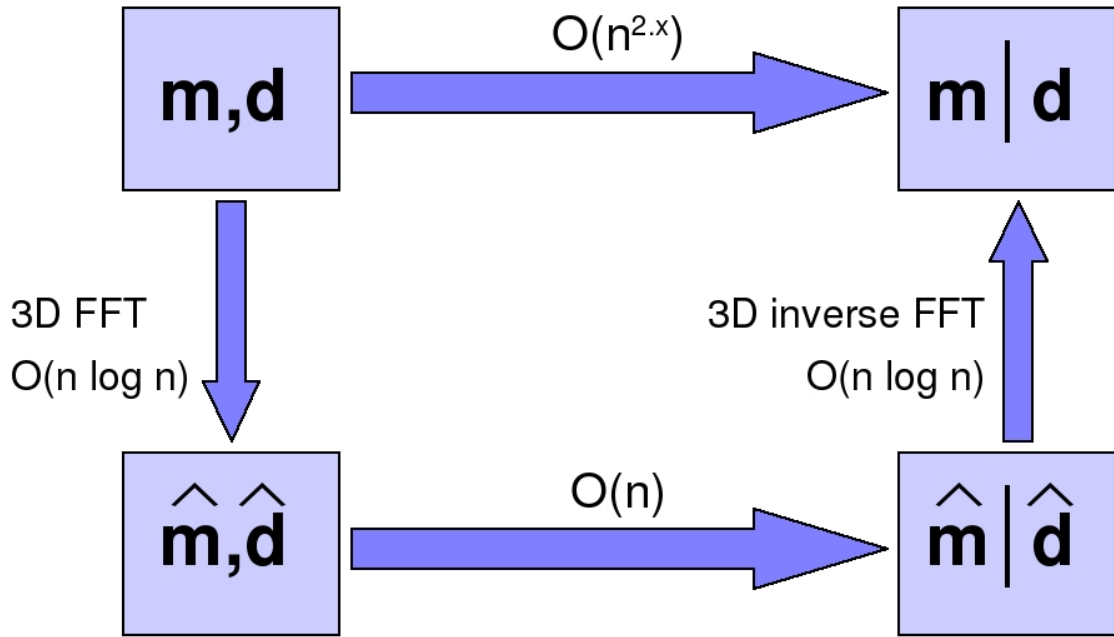 O(n^2.x)
m,d
m | d
3D FFT
O(n log n)
3D inverse FFT
O(n log n)
O(n)
m̂,d̂
m̂ | d̂